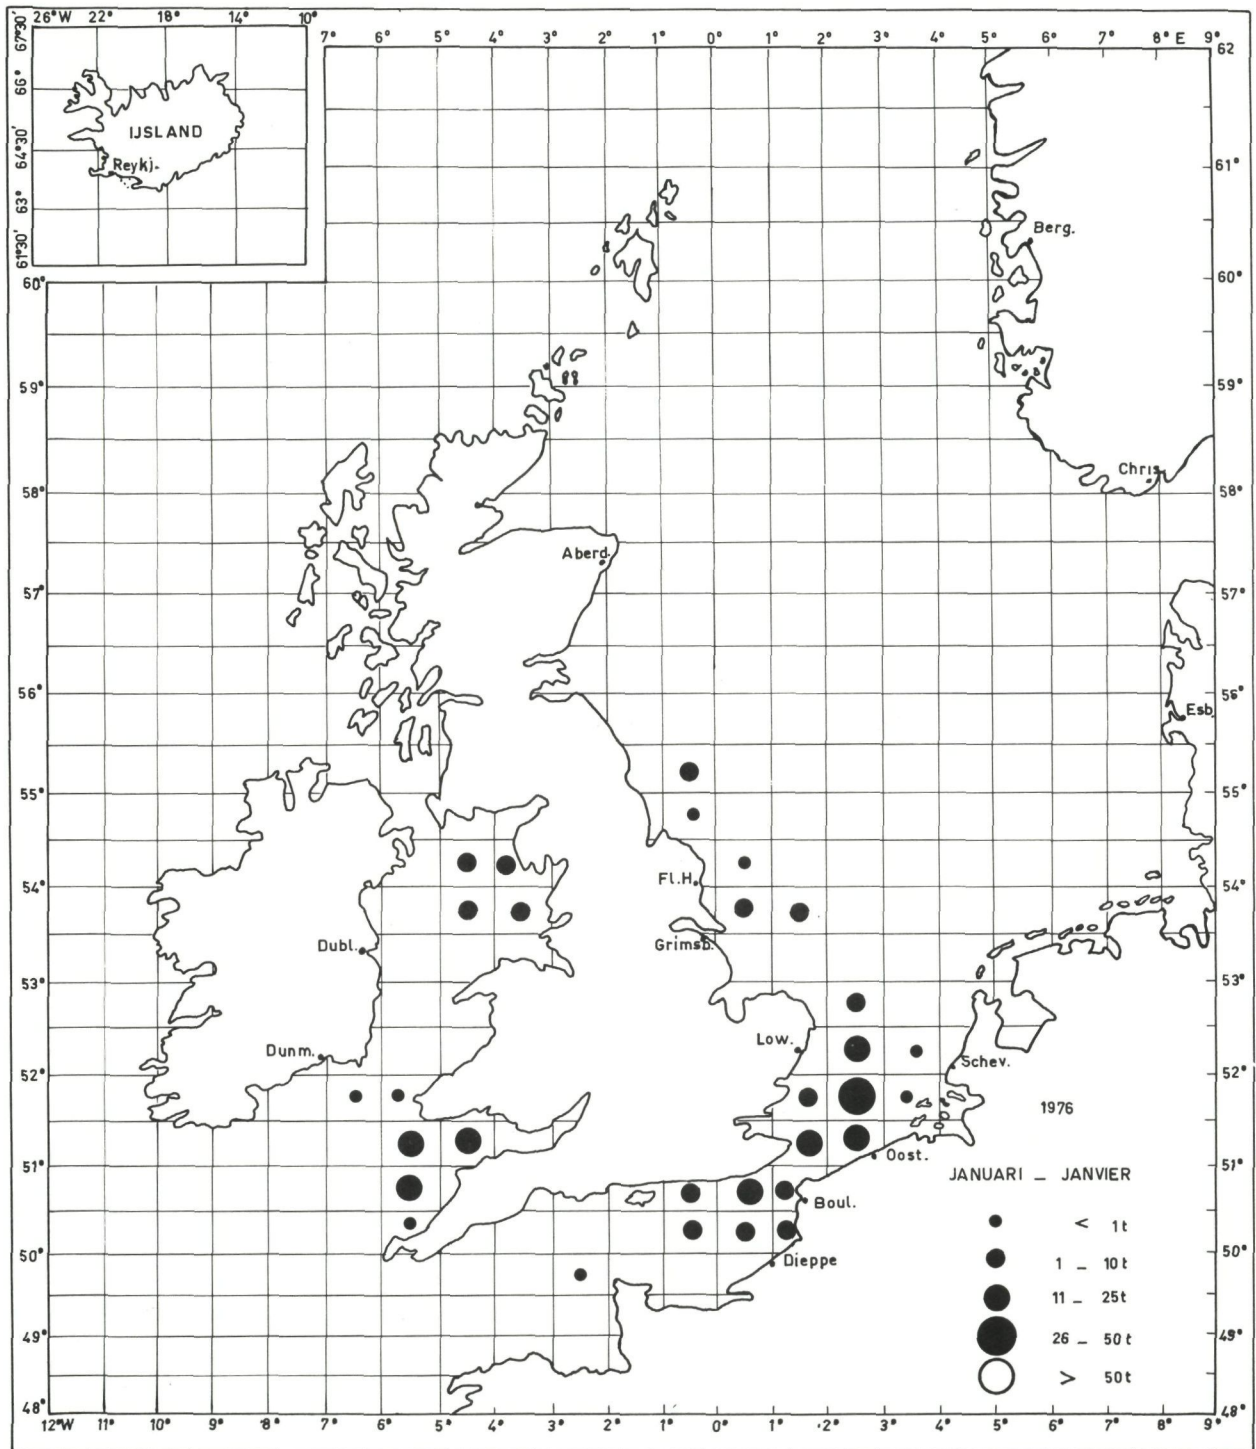 26°W 22° 18° 14° 10°
7° 6° 5° 4° 3° 2° 1° 0° 1° 2° 3° 4° 5° 6° 7° 8° E 9°
67°30'
66°
64°30'
63°
61°30'
IJSLAND
Reykj.
62
61°
60°
60°
59°
59°
58°
58°
57°
57°
56°
56°
55°
55°
54°
54°
53°
53°
52°
52°
51°
51°
50°
50°
49°
49°
48°
48°
Berg.
Chris
Aberd.
Esb
Fl.H.
Grimsb.
Dubl.
Low.
Dunm.
Schev.
Oost.
Boul.
Dieppe
1976
JANUARI _ JANVIER
< 1t
1 _ 10t
11 _ 25t
26 _ 50t
> 50t
12°W 11° 10° 9° 8° 7° 6° 5° 4° 3° 2° 1° 0° 1° 2° 3° 4° 5° 6° 7° 8° 9°